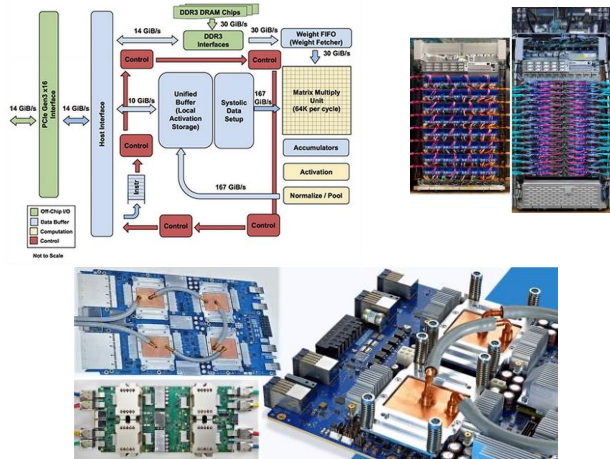 DDR3 DRAM Chips
30 GiB/s
14 GiB/s
DDR3
Interfaces
30 GiB/s
Weight FIFO
(Weight Fetcher)
Control
Control
30 GiB/s
14 GiB/s
PCIe Gen3 x16
Interface
14 GiB/s
Host Interface
10 GiB/s
Unified
Buffer
(Local
Activation
Storage)
Systolic
Data
Setup
167
GiB/s
Matrix Multiply
Unit
(64K per cycle)
Control
Accumulators
Activation
Instr
167 GiB/s
Normalize / Pool
Off-Chip I/O
Data Buffer
Computation
Control
Not to Scale
Control
Control